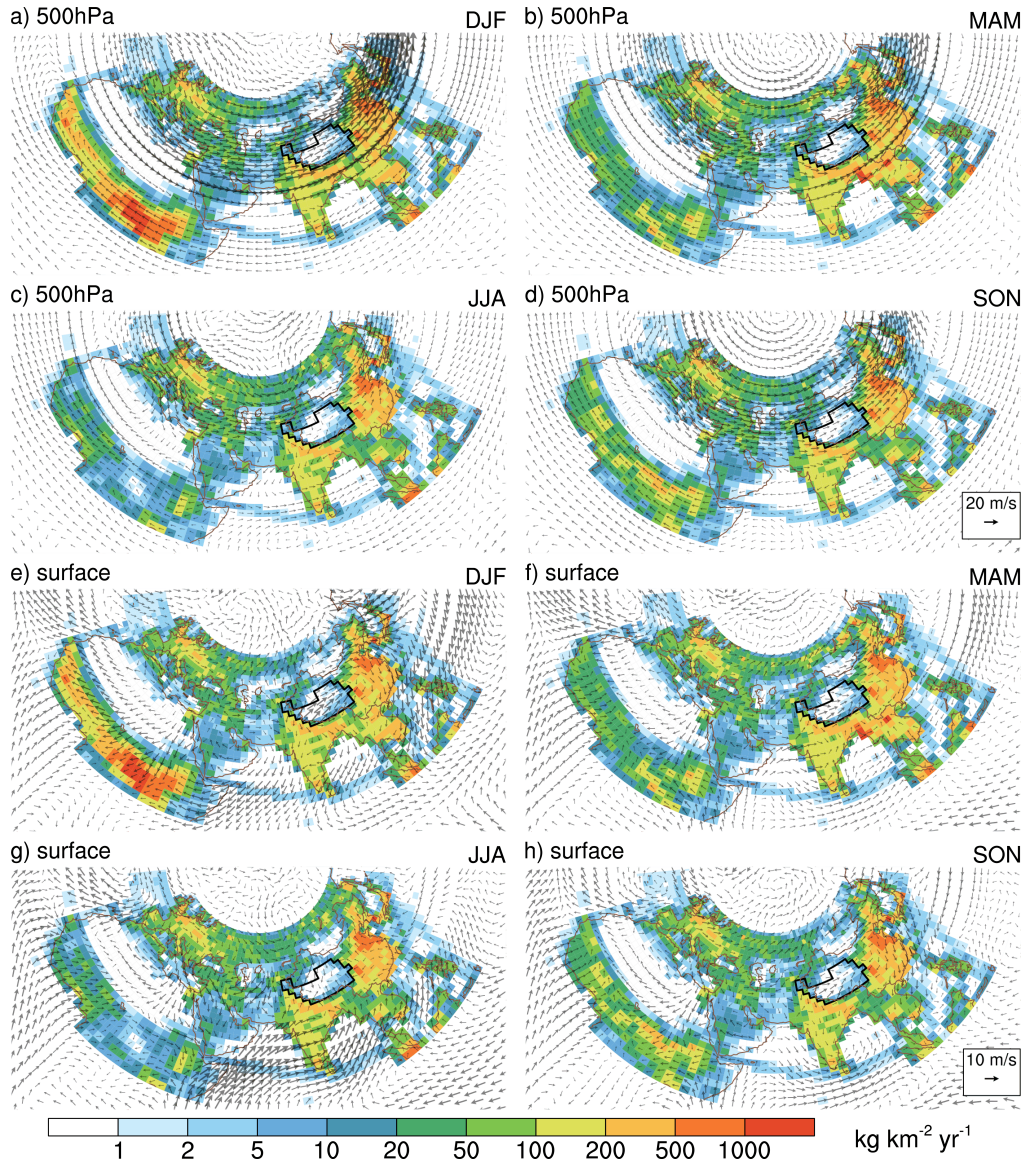 a) 500hPa DJF
b) 500hPa MAM
c) 500hPa JJA
d) 500hPa SON
20 m/s
e) surface DJF
f) surface MAM
g) surface JJA
h) surface SON
10 m/s
1 2 5 10 20 50 100 200 500 1000 kg km⁻² yr⁻¹